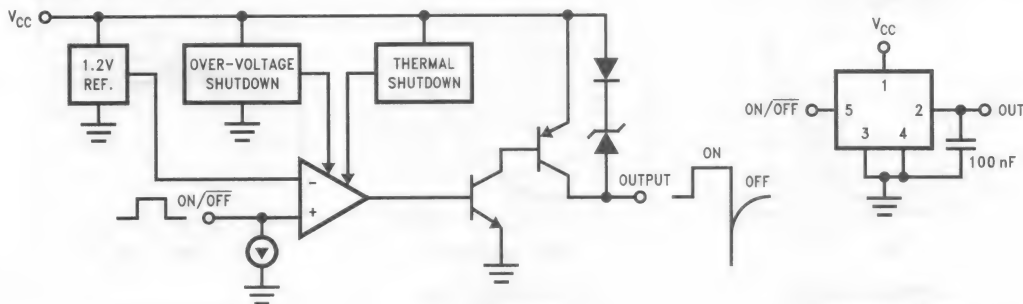 VCC
1.2V
REF.
OVER-VOLTAGE
SHUTDOWN
THERMAL
SHUTDOWN
−
+
ON/OFF
OUTPUT
ON
OFF
VCC
1
ON/OFF
5
2
OUT
3
4
100 nF